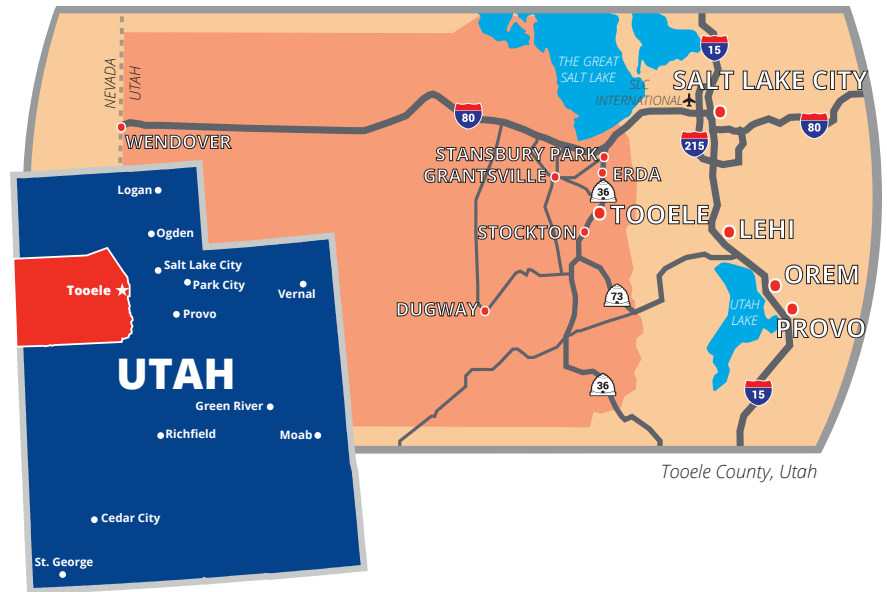 NEVADA
UTAH
THE GREAT
SALT LAKE
SLC
INTERNATIONAL
SALT LAKE CITY
15
80
80
215
WENDOVER
STANSBURY PARK
GRANTSVILLE
ERDA
36
TOOELE
STOCKTON
LEHI
OREM
73
DUGWAY
UTAH
LAKE
PROVO
36
15
Tooele County, Utah
Logan
Ogden
Salt Lake City
Park City
Tooele
Vernal
Provo
UTAH
Green River
Richfield
Moab
Cedar City
St. George